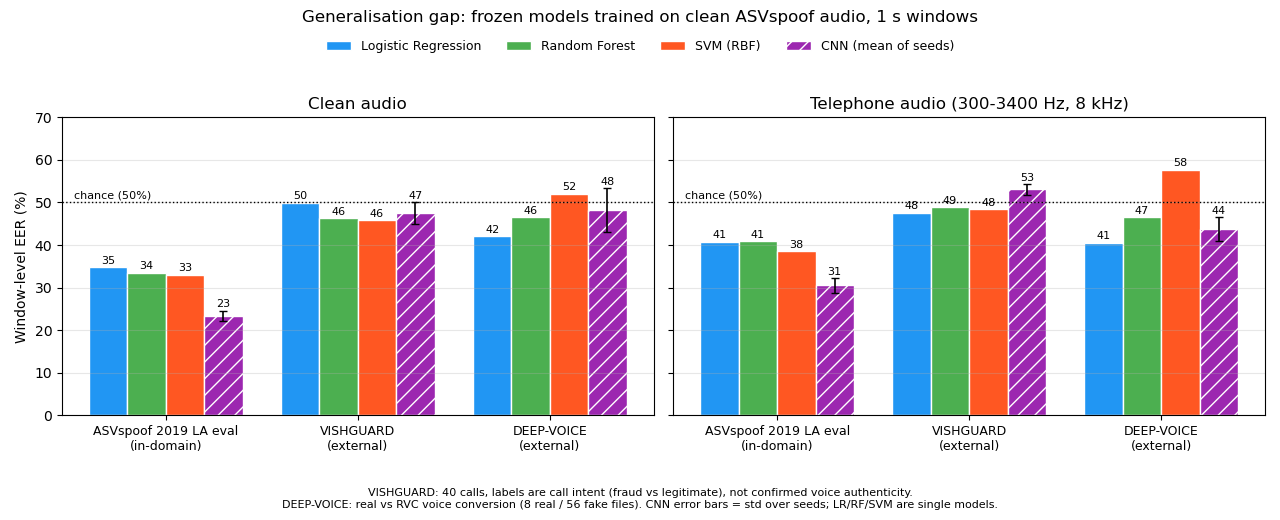 Generalisation gap: frozen models trained on clean ASVspoof audio, 1 s windows
Logistic Regression Random Forest SVM (RBF) CNN (mean of seeds)
Clean audio
Window-level EER (%)
70
60
50
40
30
20
10
0
chance (50%)
35 34 33 23
50 46 46 47
42 46 52 48
ASVspoof 2019 LA eval
(in-domain)
VISHGUARD
(external)
DEEP-VOICE
(external)
Telephone audio (300-3400 Hz, 8 kHz)
chance (50%)
41 41 38 31
48 49 48 53
41 47 58 44
ASVspoof 2019 LA eval
(in-domain)
VISHGUARD
(external)
DEEP-VOICE
(external)
VISHGUARD: 40 calls, labels are call intent (fraud vs legitimate), not confirmed voice authenticity.
DEEP-VOICE: real vs RVC voice conversion (8 real / 56 fake files). CNN error bars = std over seeds; LR/RF/SVM are single models.